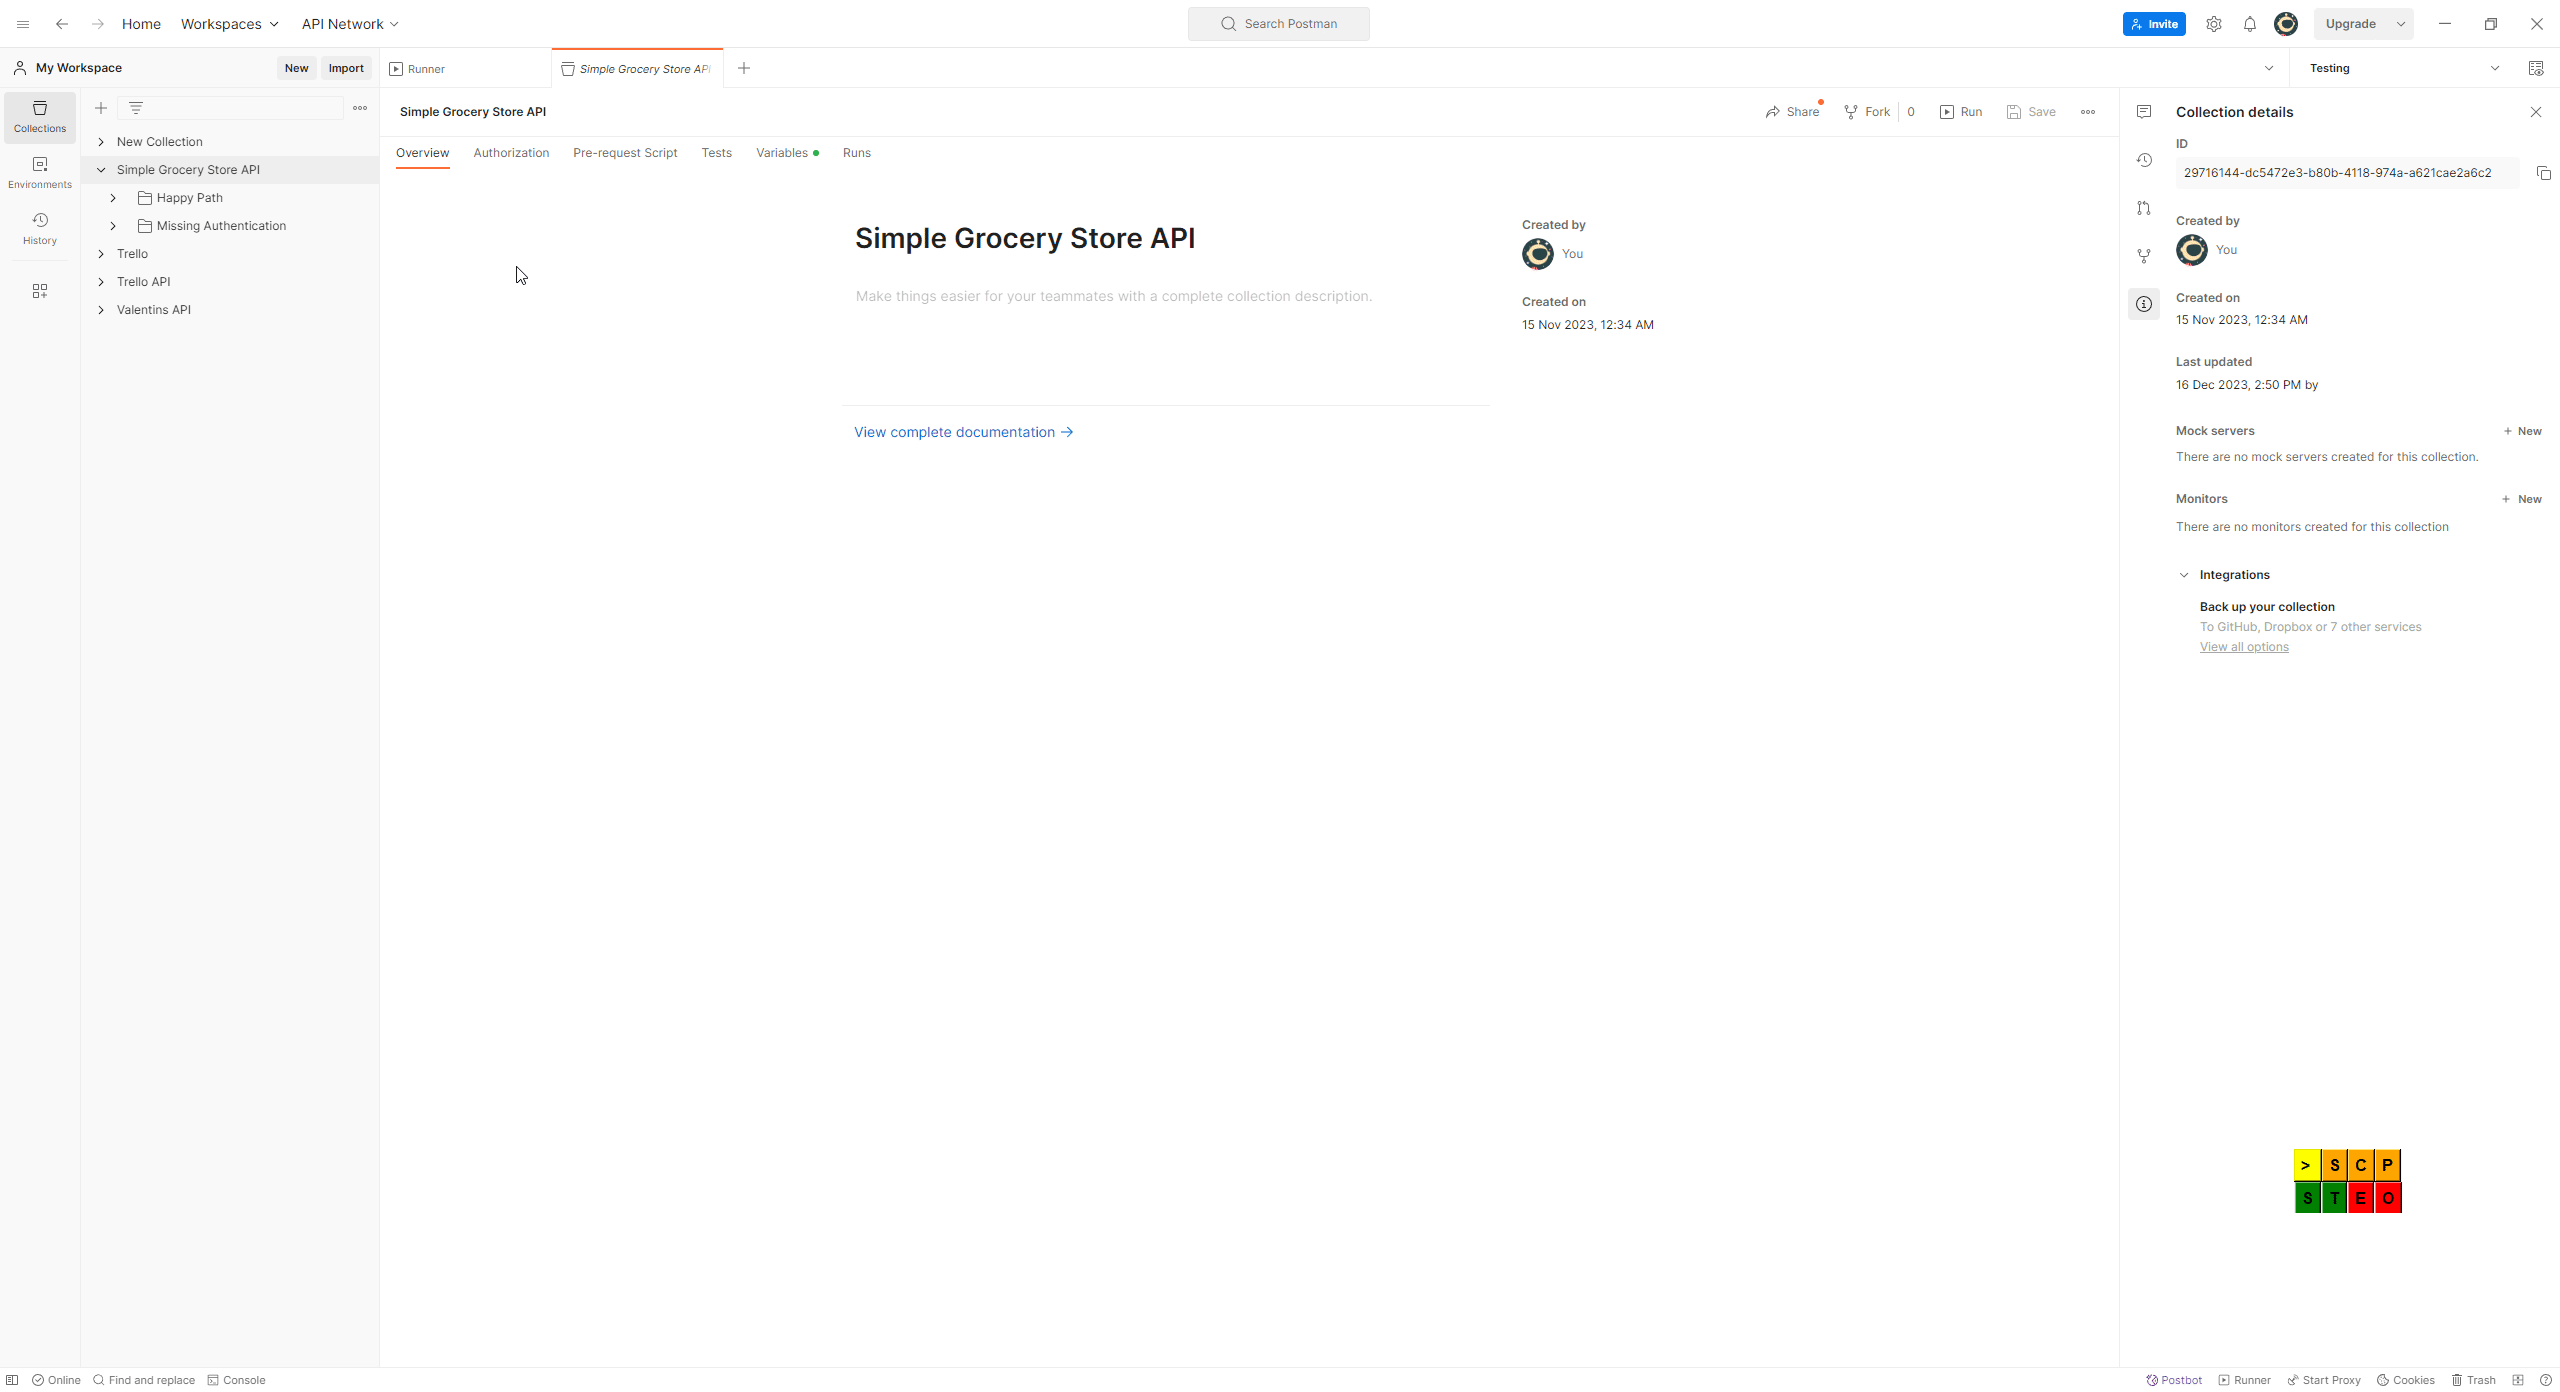 Home Workspaces API Network Search Postman Invite Upgrade
My Workspace New Import Runner Simple Grocery Store API Testing
Collections
Environments
History
New Collection
Simple Grocery Store API
Happy Path
Missing Authentication
Trello
Trello API
Valentins API
Simple Grocery Store API Share Fork 0 Run Save
Overview Authorization Pre-request Script Tests Variables Runs
Simple Grocery Store API
Make things easier for your teammates with a complete collection description.
View complete documentation →
Created by
You
Created on
15 Nov 2023, 12:34 AM
Collection details
ID
29716144-dc5472e3-b80b-4118-974a-a621cae2a6c2
Created by
You
Created on
15 Nov 2023, 12:34 AM
Last updated
16 Dec 2023, 2:50 PM by
Mock servers + New
There are no mock servers created for this collection.
Monitors + New
There are no monitors created for this collection
Integrations
Back up your collection
To GitHub, Dropbox or 7 other services
View all options
> S C P
S T E O
Online Find and replace Console Postbot Runner Start Proxy Cookies Trash